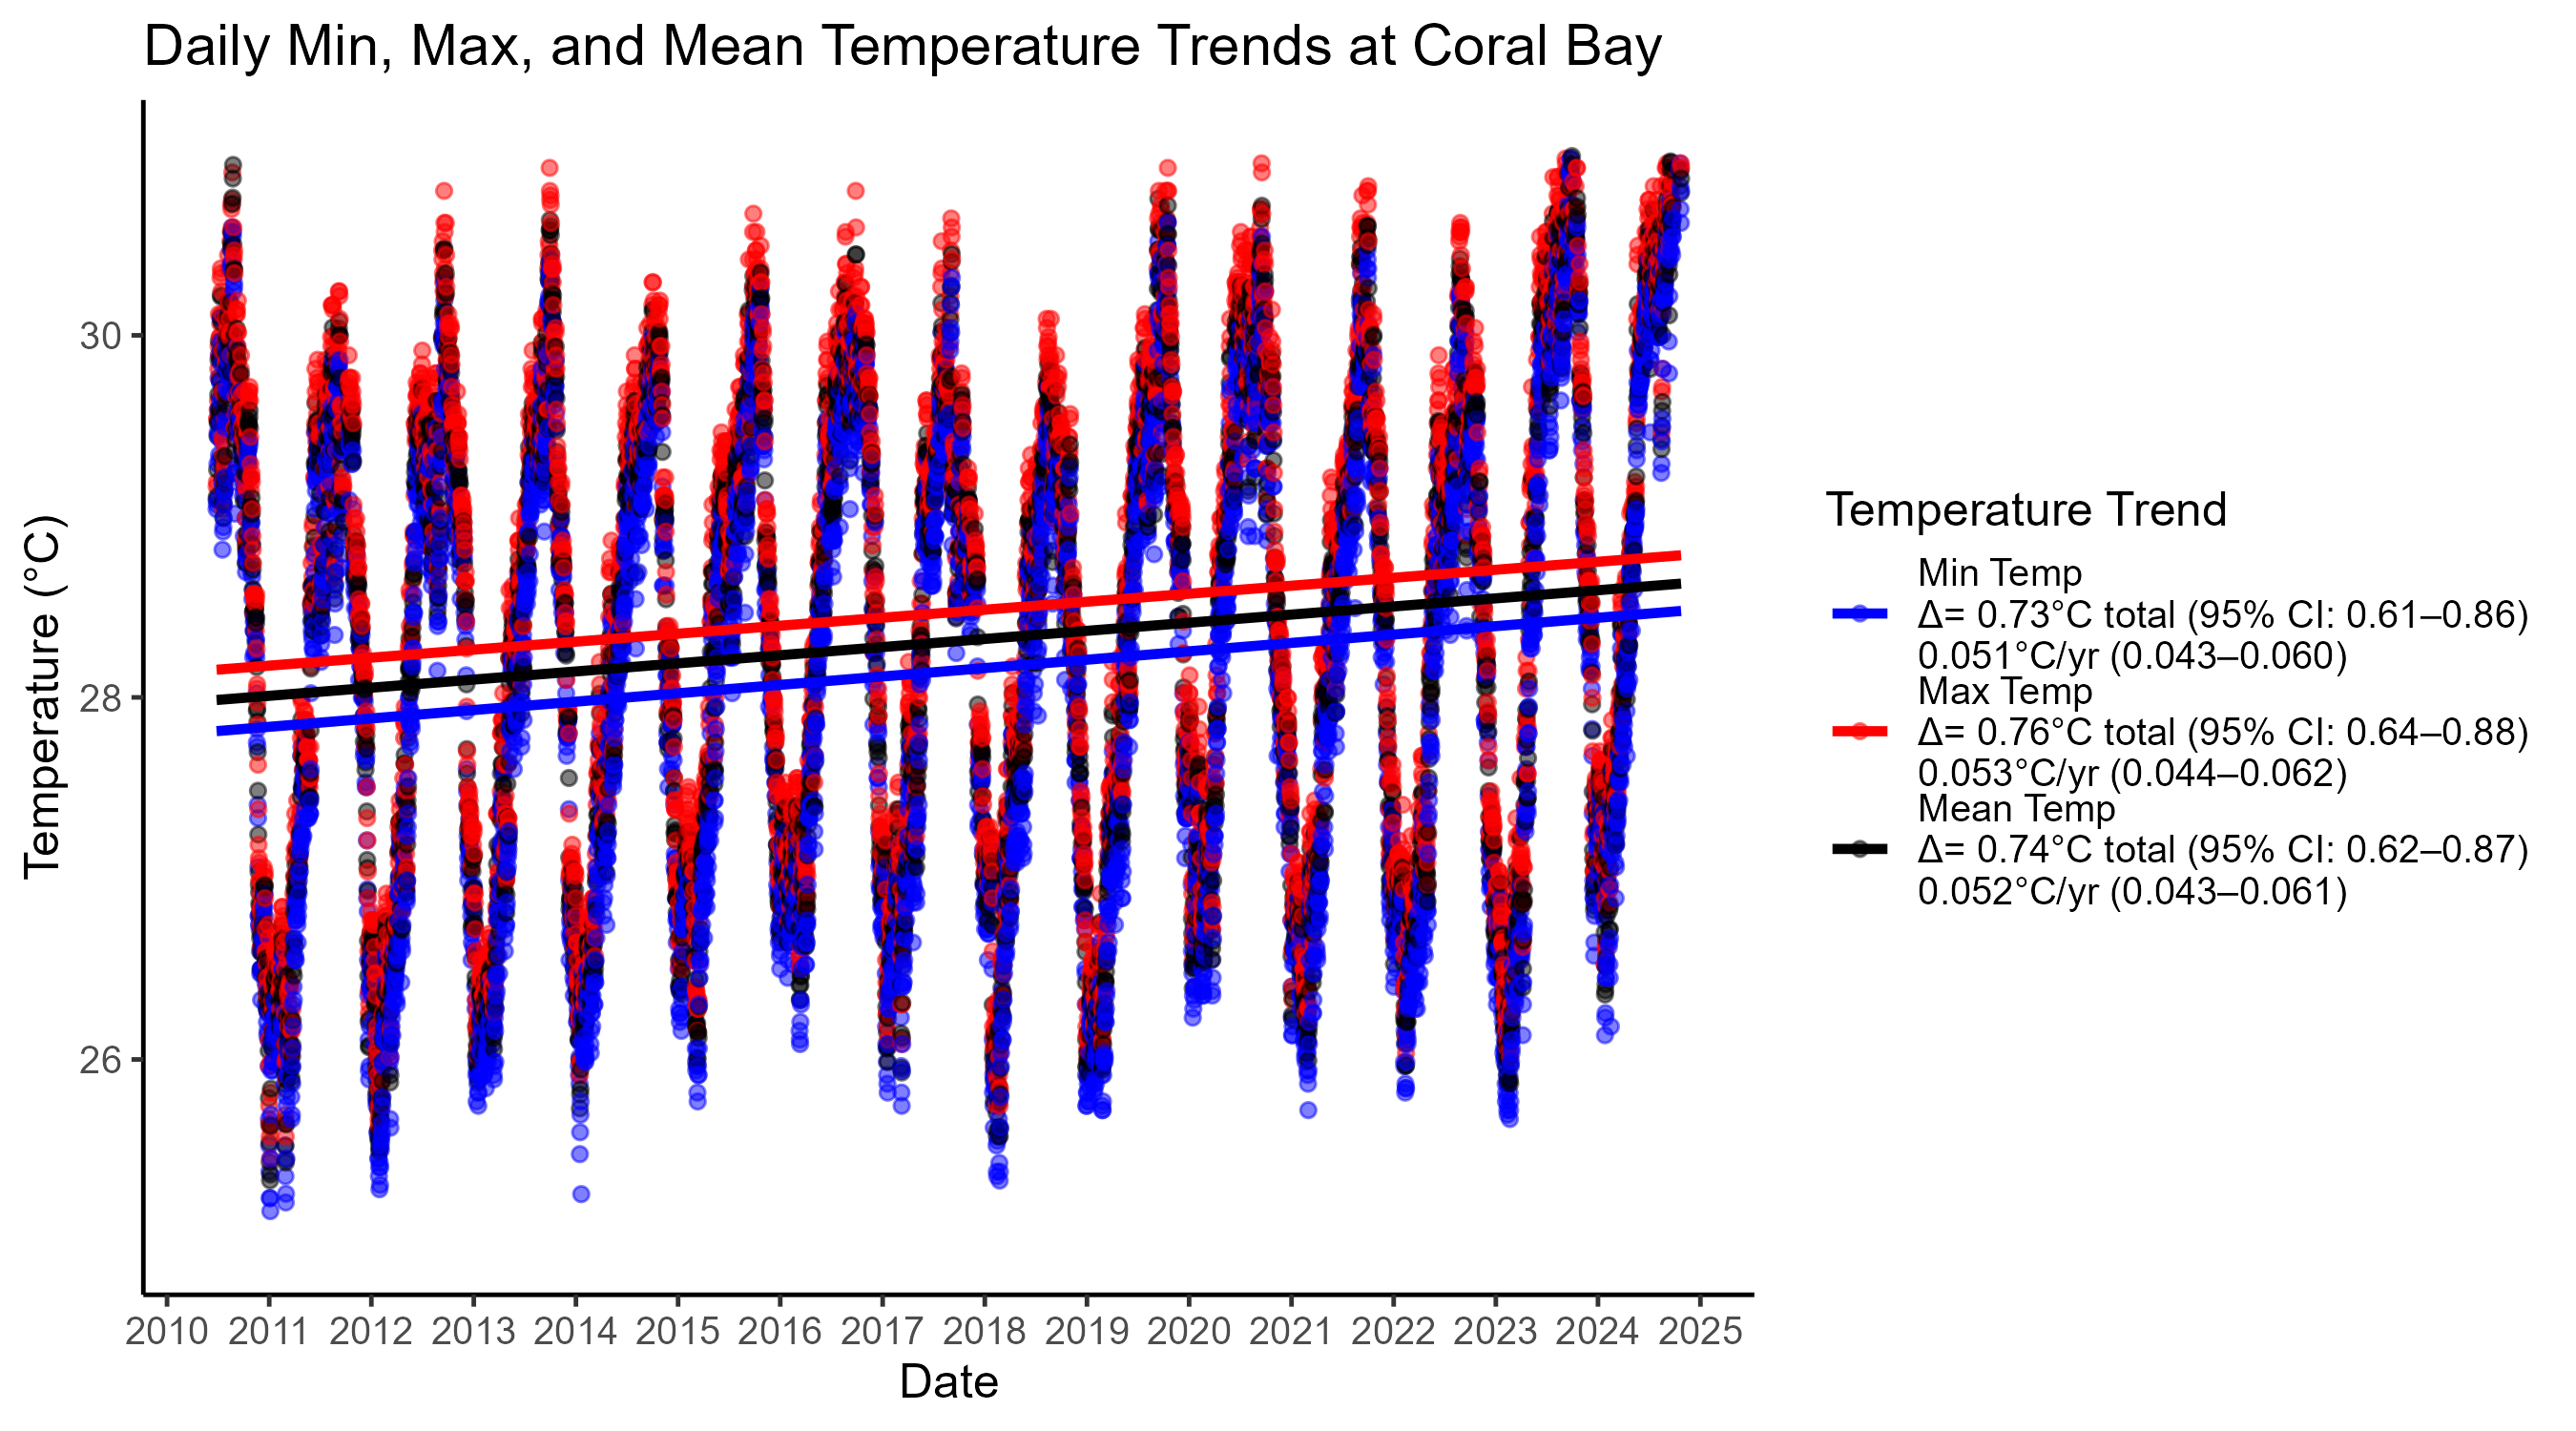 Daily Min, Max, and Mean Temperature Trends at Coral Bay
Temperature (°C)
30
28
26
2010 2011 2012 2013 2014 2015 2016 2017 2018 2019 2020 2021 2022 2023 2024 2025
Date
Temperature Trend
Min Temp
Δ= 0.73°C total (95% CI: 0.61–0.86)
0.051°C/yr (0.043–0.060)
Max Temp
Δ= 0.76°C total (95% CI: 0.64–0.88)
0.053°C/yr (0.044–0.062)
Mean Temp
Δ= 0.74°C total (95% CI: 0.62–0.87)
0.052°C/yr (0.043–0.061)